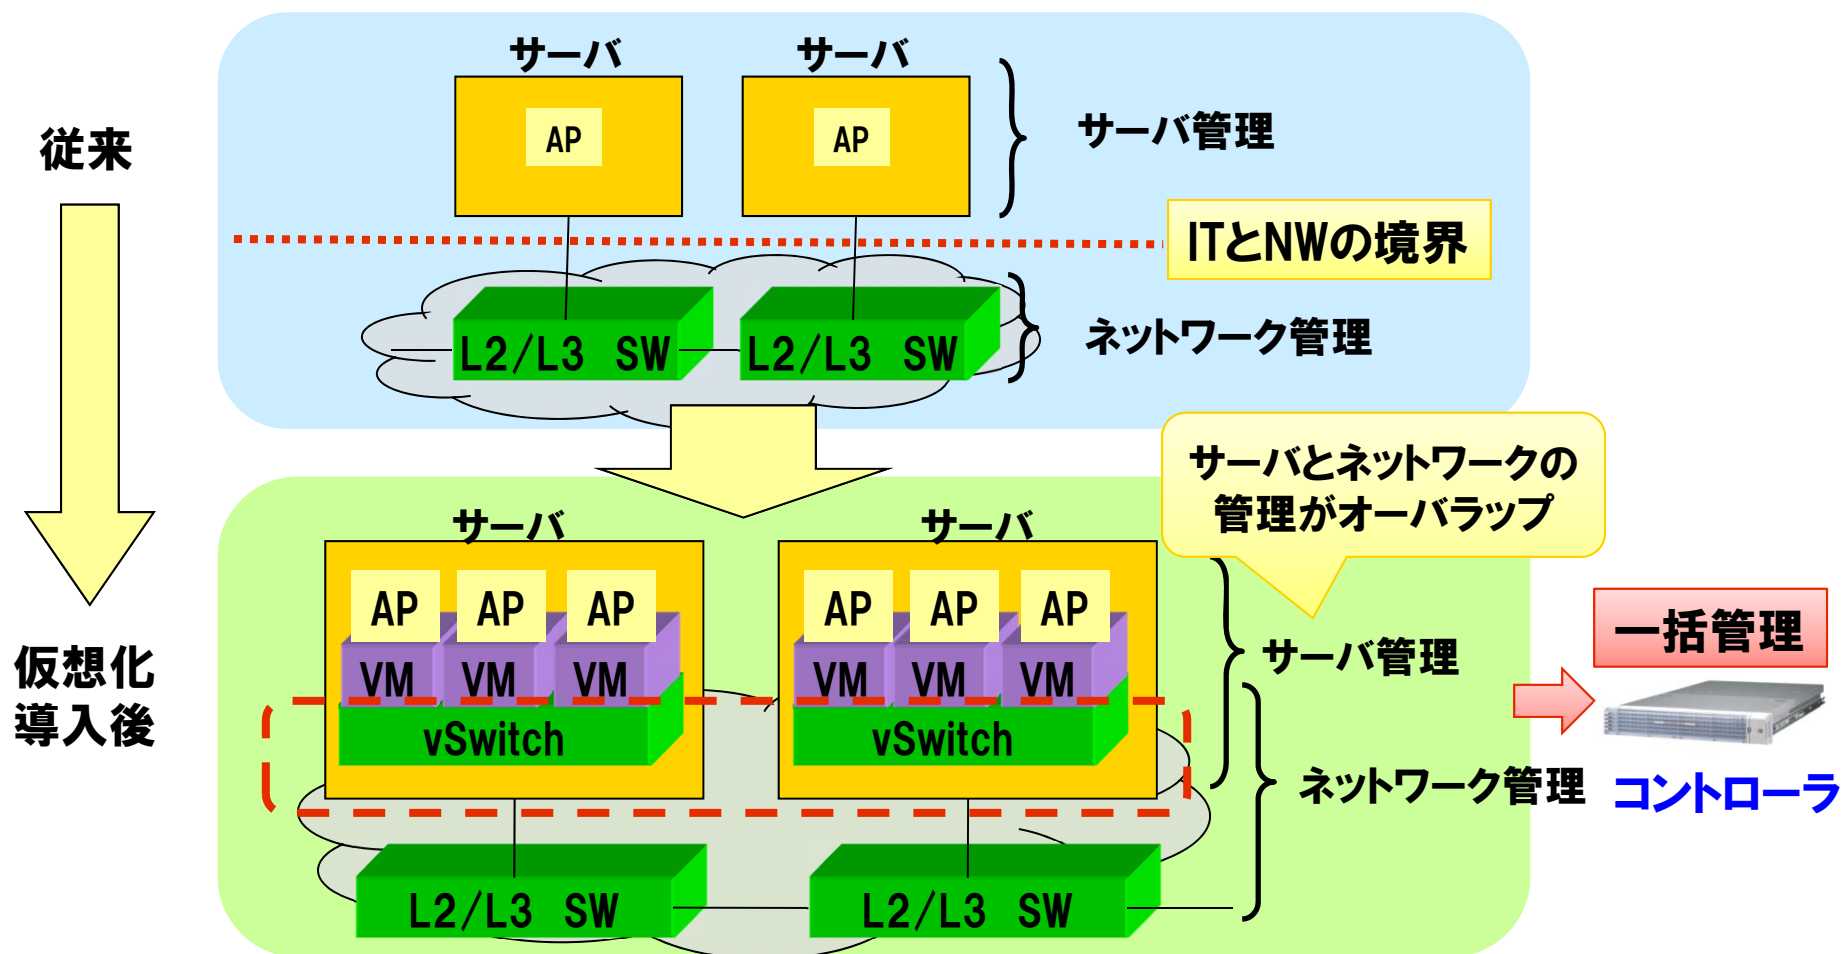 サーバ
サーバ
AP
AP
サーバ管理
従来
ITとNWの境界
L2/L3 SW
L2/L3 SW
ネットワーク管理
サーバとネットワークの
管理がオーバラップ
サーバ
サーバ
AP
AP
AP
AP
AP
AP
VM
VM
VM
VM
VM
VM
vSwitch
vSwitch
サーバ管理
一括管理
仮想化
導入後
ネットワーク管理
コントローラ
L2/L3 SW
L2/L3 SW